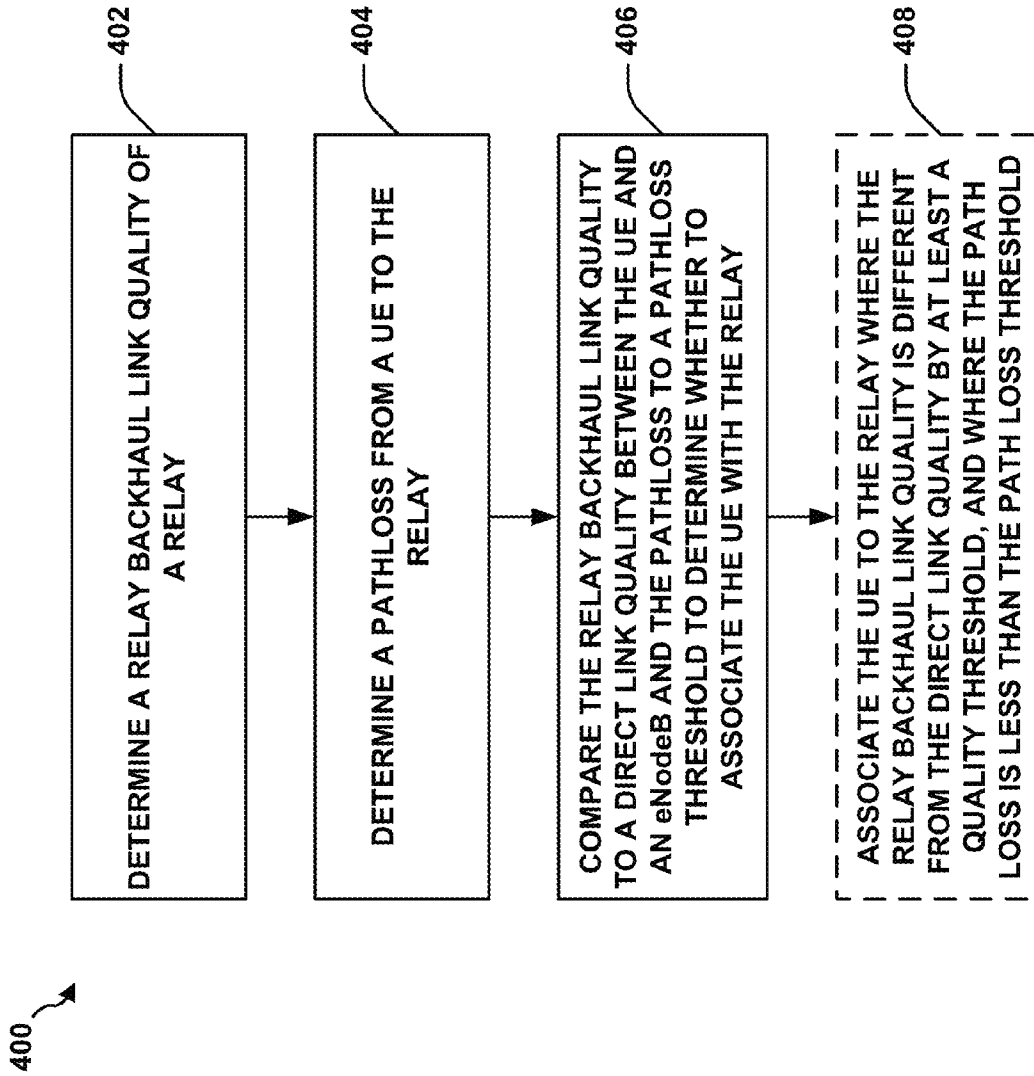 400
402
DETERMINE A RELAY BACKHAUL LINK QUALITY OF
A RELAY
404
DETERMINE A PATHLOSS FROM A UE TO THE
RELAY
406
COMPARE THE RELAY BACKHAUL LINK QUALITY
TO A DIRECT LINK QUALITY BETWEEN THE UE AND
AN eNodeB AND THE PATHLOSS TO A PATHLOSS
THRESHOLD TO DETERMINE WHETHER TO
ASSOCIATE THE UE WITH THE RELAY
408
ASSOCIATE THE UE TO THE RELAY WHERE THE
RELAY BACKHAUL LINK QUALITY IS DIFFERENT
FROM THE DIRECT LINK QUALITY BY AT LEAST A
QUALITY THRESHOLD, AND WHERE THE PATH
LOSS IS LESS THAN THE PATH LOSS THRESHOLD